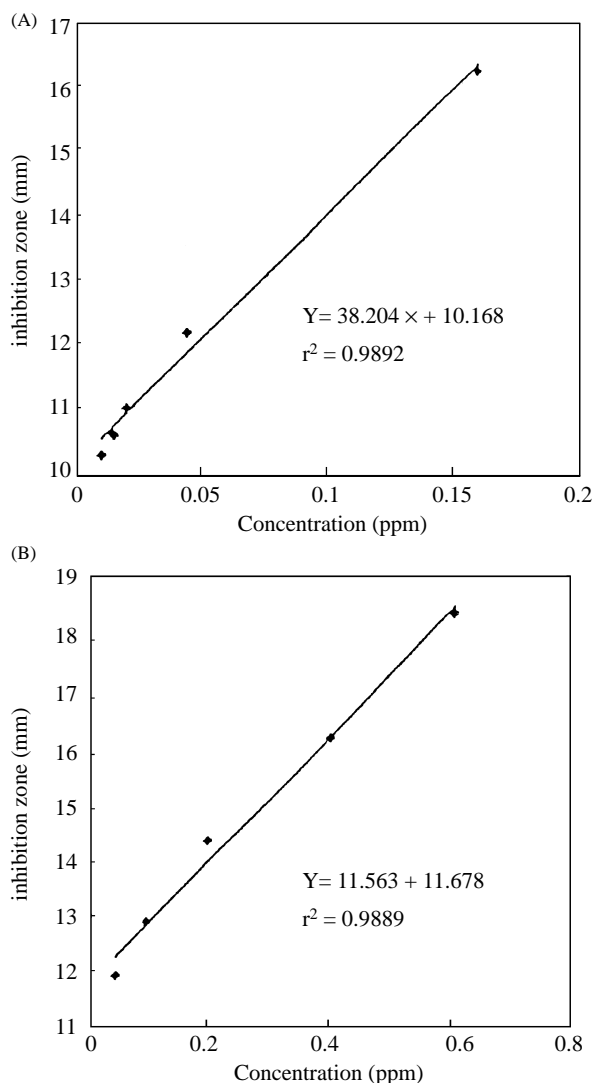 (A)
17
16
15
14
13
12
11
10
inhibition zone (mm)
Y= 38.204 × + 10.168
r² = 0.9892
0 0.05 0.1 0.15 0.2
Concentration (ppm)
(B)
19
18
17
16
15
14
13
12
11
inhibition zone (mm)
Y= 11.563 + 11.678
r² = 0.9889
0 0.2 0.4 0.6 0.8
Concentration (ppm)